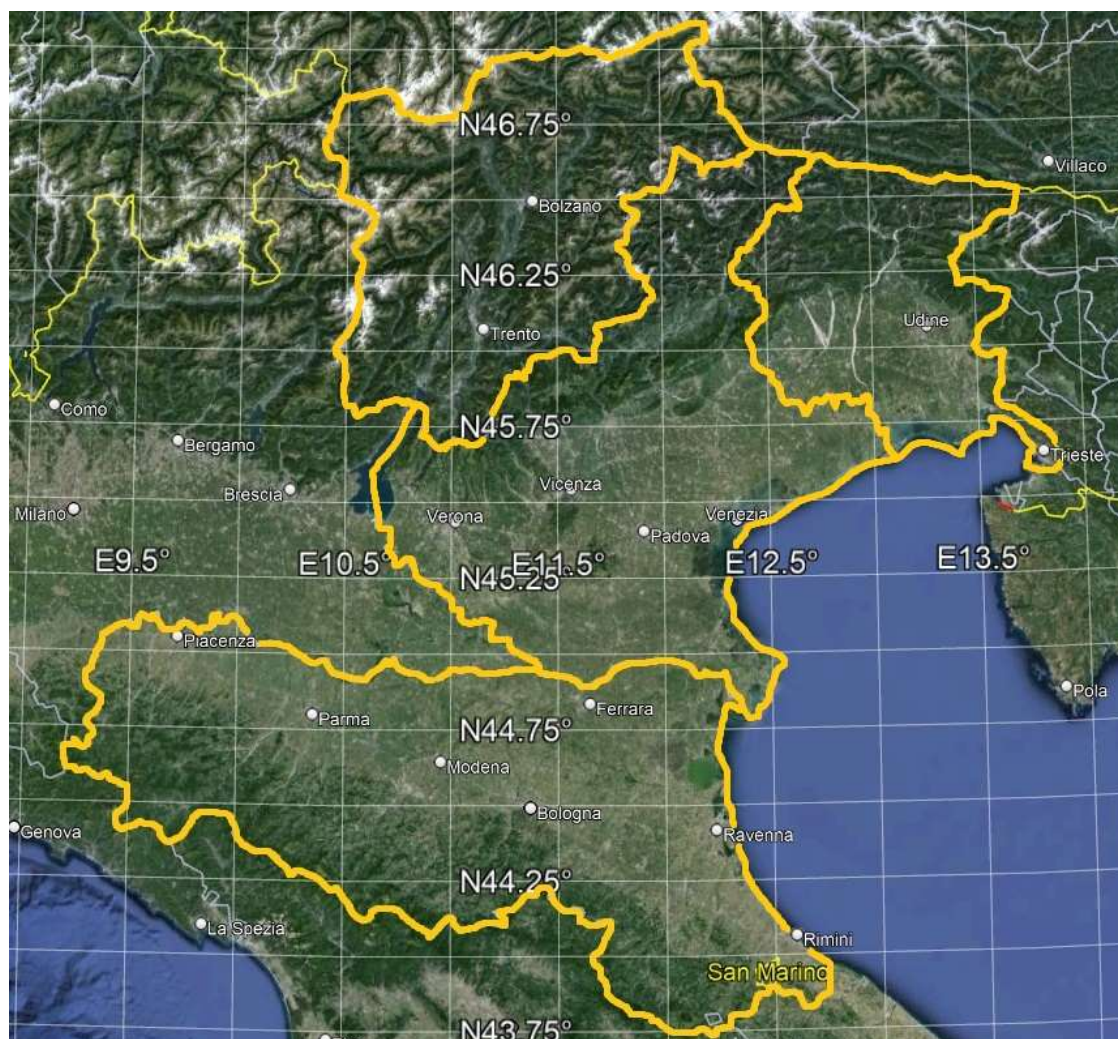 N46.75°
Villaco
Bolzano
N46.25°
Udine
Trento
Como
N45.75°
Bergamo
Trieste
Brescia
Vicenza
Milano
Verona
Venezia
Padova
E9.5°
E10.5°
E11.5°
E12.5°
E13.5°
N45.25°
Piacenza
Pola
Ferrara
Parma
N44.75°
Modena
Bologna
Genova
Ravenna
N44.25°
La Spezia
Rimini
San Marino
N43.75°